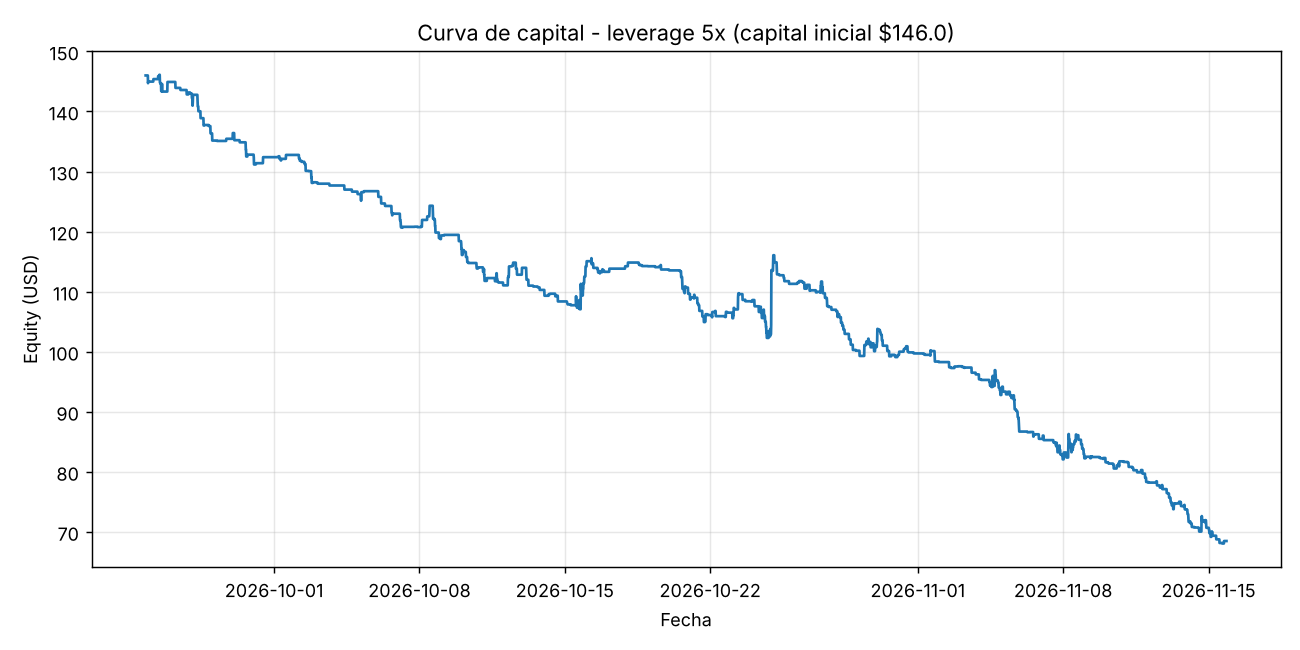 Curva de capital - leverage 5x (capital inicial $146.0)
150
140
130
120
110
100
90
80
70
Equity (USD)
2026-10-01 2026-10-08 2026-10-15 2026-10-22 2026-11-01 2026-11-08 2026-11-15
Fecha